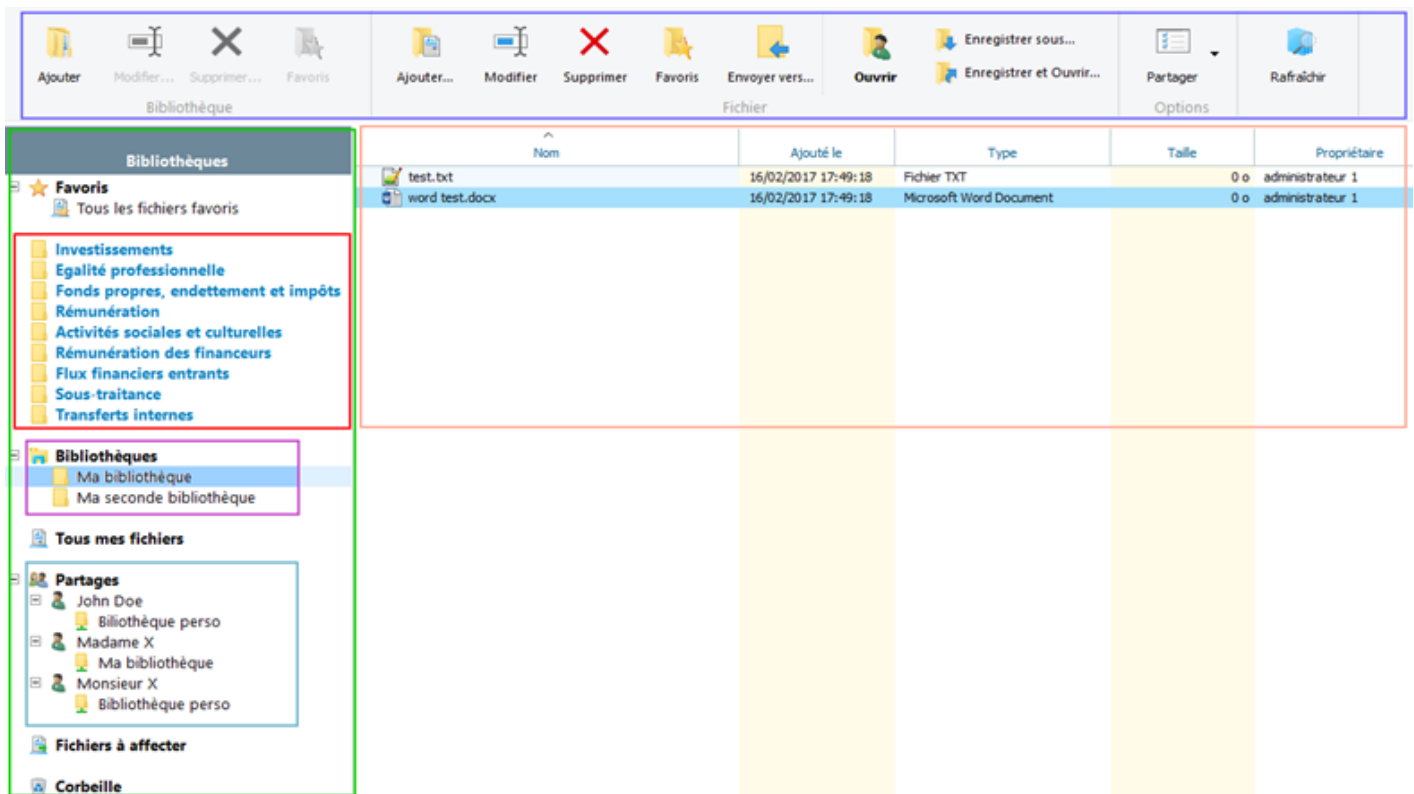 Ajouter Modifier... Supprimer... Favoris Ajouter... Modifier Supprimer Favoris Envoyer vers... Ouvrir Enregistrer sous... Enregistrer et Ouvrir... Partager Rafraîchir
Bibliothèque Fichier Options
Bibliothèques
Favoris
Tous les fichiers favoris
Investissements
Egalité professionnelle
Fonds propres, endettement et impôts
Rémunération
Activités sociales et culturelles
Rémunération des financeurs
Flux financiers entrants
Sous-traitance
Transferts internes
Bibliothèques
Ma bibliothèque
Ma seconde bibliothèque
Tous mes fichiers
Partages
John Doe
Biliothèque perso
Madame X
Ma bibliothèque
Monsieur X
Bibliothèque perso
Fichiers à affecter
Corbeille
Nom Ajouté le Type Taille Propriétaire
test.txt 16/02/2017 17:49:18 Fichier TXT 0 o administrateur 1
word test.docx 16/02/2017 17:49:18 Microsoft Word Document 0 o administrateur 1